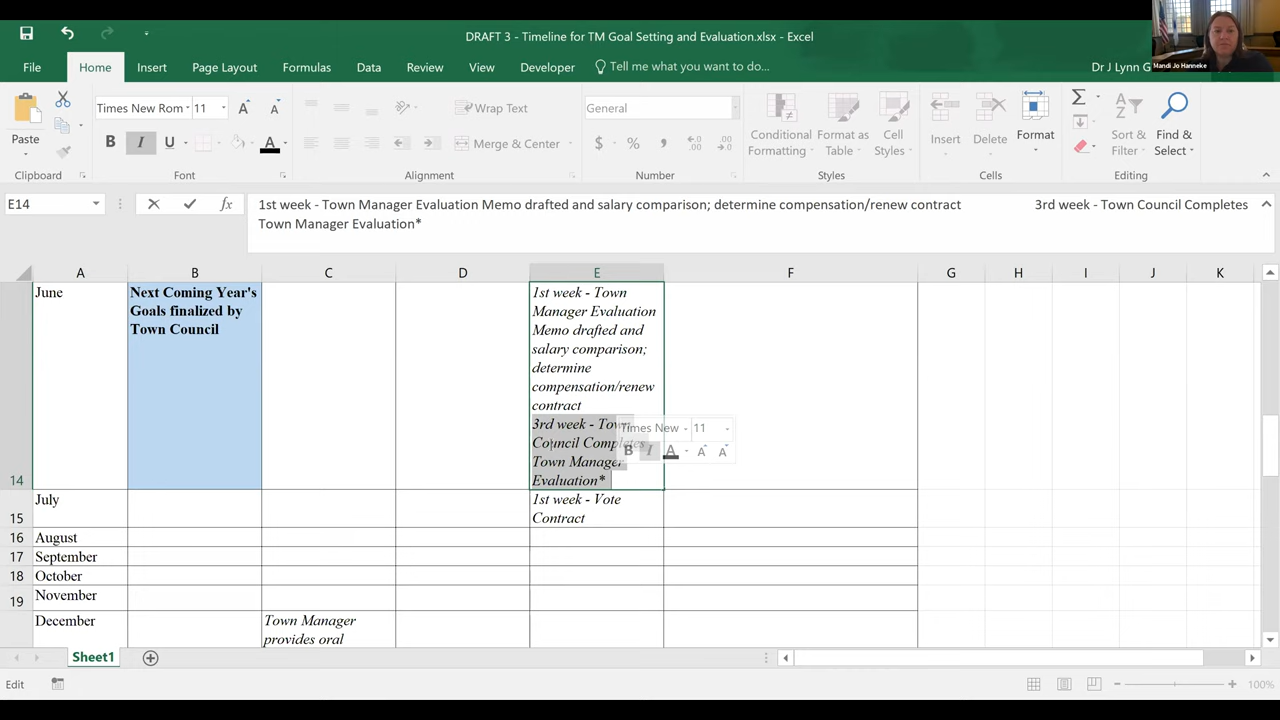 DRAFT 3 - Timeline for TM Goal Setting and Evaluation.xlsx - Excel
Mandi Jo Hanneke
File Home Insert Page Layout Formulas Data Review View Developer Tell me what you want to do... Dr J Lynn G
Paste
Times New Rom 11
B I U A
Wrap Text
Merge & Center
General
$ % ,
Conditional Formatting
Format as Table
Cell Styles
Insert
Delete
Format
Sort & Filter
Find & Select
Clipboard Font Alignment Number Styles Cells Editing
E14 fx 1st week - Town Manager Evaluation Memo drafted and salary comparison; determine compensation/renew contract 3rd week - Town Council Completes
Town Manager Evaluation*
A B C D E F G H I J K
14
June
Next Coming Year's
Goals finalized by
Town Council
1st week - Town
Manager Evaluation
Memo drafted and
salary comparison;
determine
compensation/renew
contract
3rd week - Town
Council Completes
Town Manager
Evaluation*
Times New 11
B I A
15
July
1st week - Vote
Contract
16 August
17 September
18 October
19 November
December
Town Manager
provides oral
Sheet1
Edit 100%